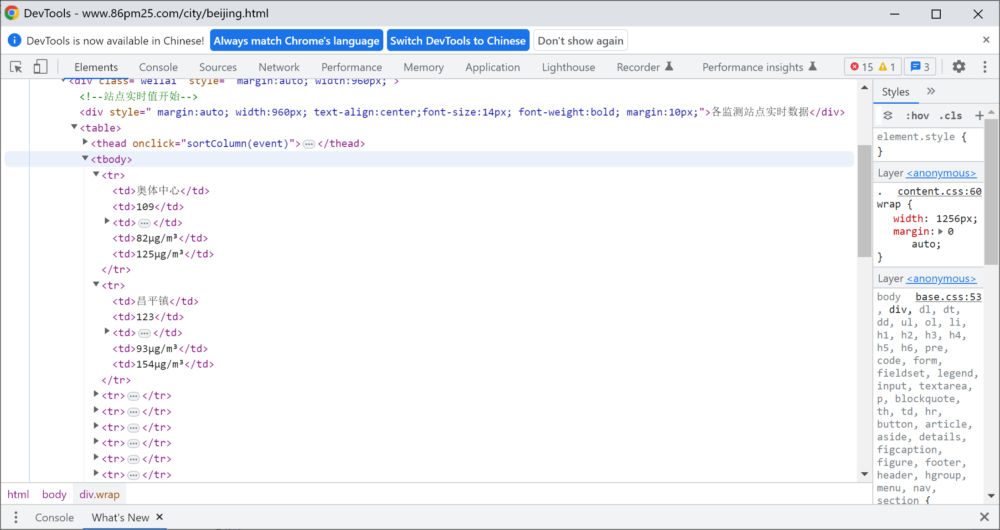 DevTools - www.86pm25.com/city/beijing.html
DevTools is now available in Chinese! Always match Chrome's language Switch DevTools to Chinese Don't show again
Elements Console Sources Network Performance Memory Application Lighthouse Recorder Performance insights 15 1 3
<div class="weilai" style=" margin:auto; width:960px;">
<!--站点实时值开始-->
<div style=" margin:auto; width:960px; text-align:center;font-size:14px; font-weight:bold; margin:10px;">各监测站点实时数据</div>
<table>
<thead onclick="sortColumn(event)">…</thead>
<tbody>
<tr>
<td>奥体中心</td>
<td>109</td>
<td>…</td>
<td>82μg/m³</td>
<td>125μg/m³</td>
</tr>
<tr>
<td>昌平镇</td>
<td>123</td>
<td>…</td>
<td>93μg/m³</td>
<td>154μg/m³</td>
</tr>
<tr>…</tr>
<tr>…</tr>
<tr>…</tr>
<tr>…</tr>
<tr>…</tr>
<tr>…</tr>
html body div.wrap
Console What's New
Styles
:hov .cls +
element.style {
}
Layer <anonymous>
. content.css:60
wrap {
width: 1256px;
margin: 0
auto;
}
Layer <anonymous>
body base.css:53
, div, dl, dt,
dd, ul, ol, li,
h1, h2, h3, h4,
h5, h6, pre,
code, form,
fieldset, legend,
input, textarea,
p, blockquote,
th, td, hr,
button, article,
aside, details,
figcaption,
figure, footer,
header, hgroup,
menu, nav,
section {